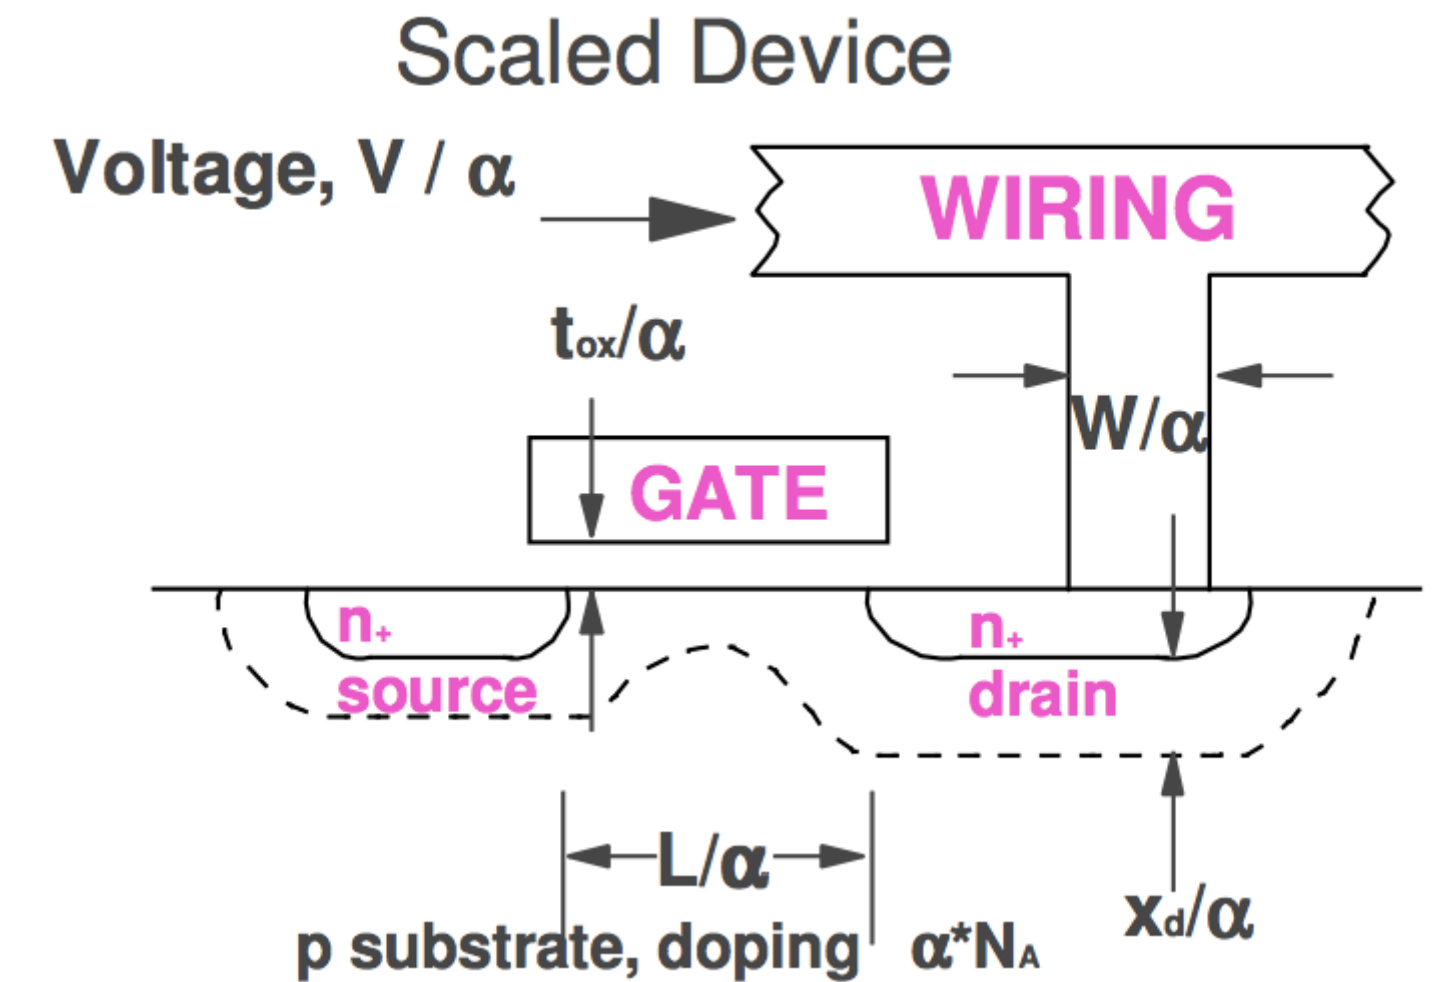 Scaled Device
Voltage, V / α
WIRING
tox/α
W/α
GATE
n+
n+
source
drain
L/α
xd/α
p substrate, doping α*NA